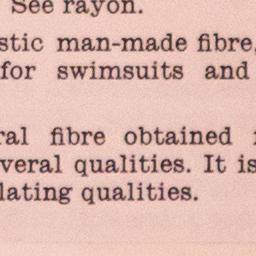 See rayon.
stic man-made fibre,
for swimsuits and
ral fibre obtained
veral qualities. It is
lating qualities.